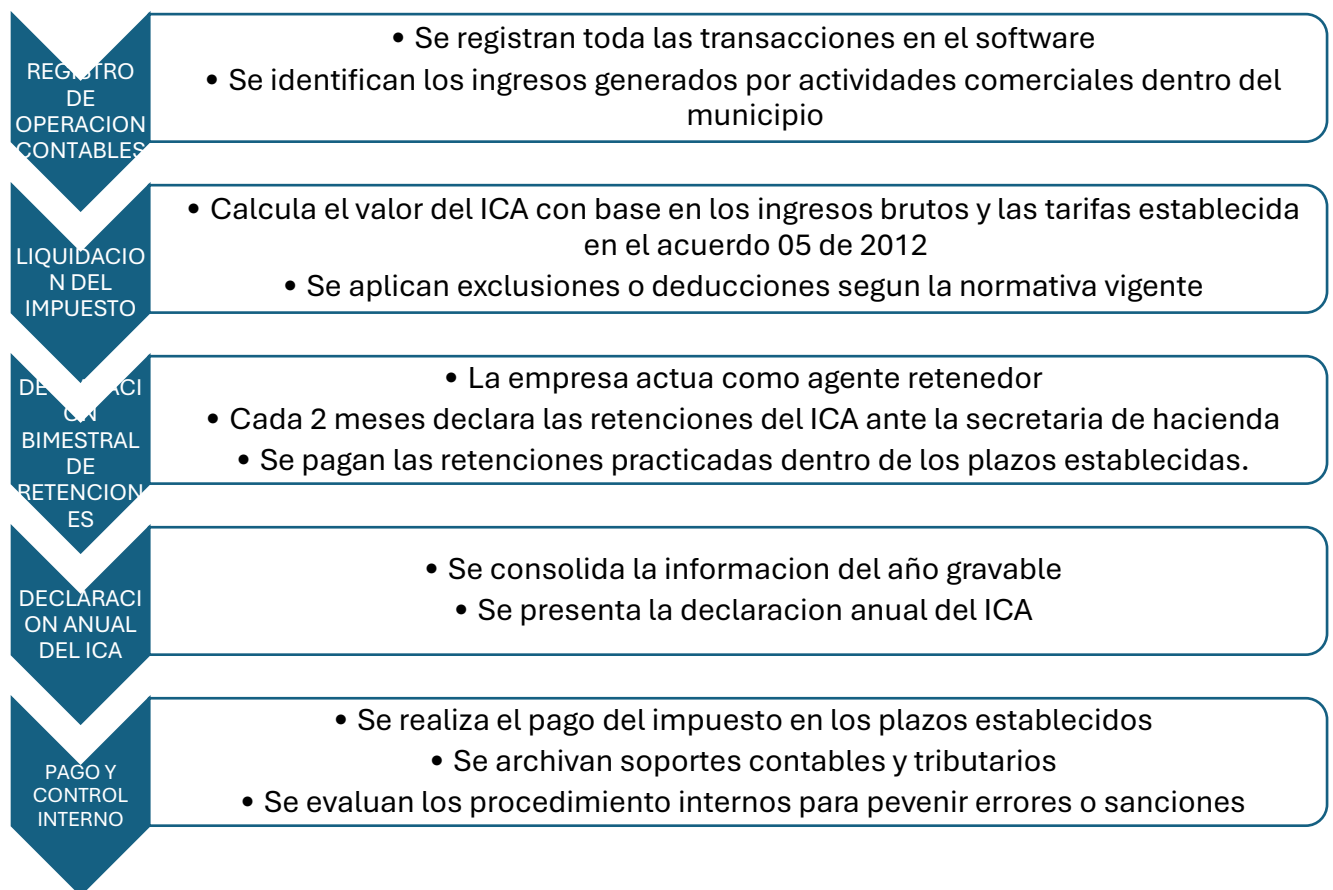 REGISTRO
DE
OPERACION
CONTABLES
• Se registran toda las transacciones en el software
• Se identifican los ingresos generados por actividades comerciales dentro del
municipio
LIQUIDACIO
N DEL
IMPUESTO
• Calcula el valor del ICA con base en los ingresos brutos y las tarifas establecida
en el acuerdo 05 de 2012
• Se aplican exclusiones o deducciones segun la normativa vigente
DECLARACI
ON
BIMESTRAL
DE
RETENCION
ES
• La empresa actua como agente retenedor
• Cada 2 meses declara las retenciones del ICA ante la secretaria de hacienda
• Se pagan las retenciones practicadas dentro de los plazos establecidas.
DECLARACI
ON ANUAL
DEL ICA
• Se consolida la informacion del año gravable
• Se presenta la declaracion anual del ICA
PAGO Y
CONTROL
INTERNO
• Se realiza el pago del impuesto en los plazos establecidos
• Se archivan soportes contables y tributarios
• Se evaluan los procedimiento internos para pevenir errores o sanciones